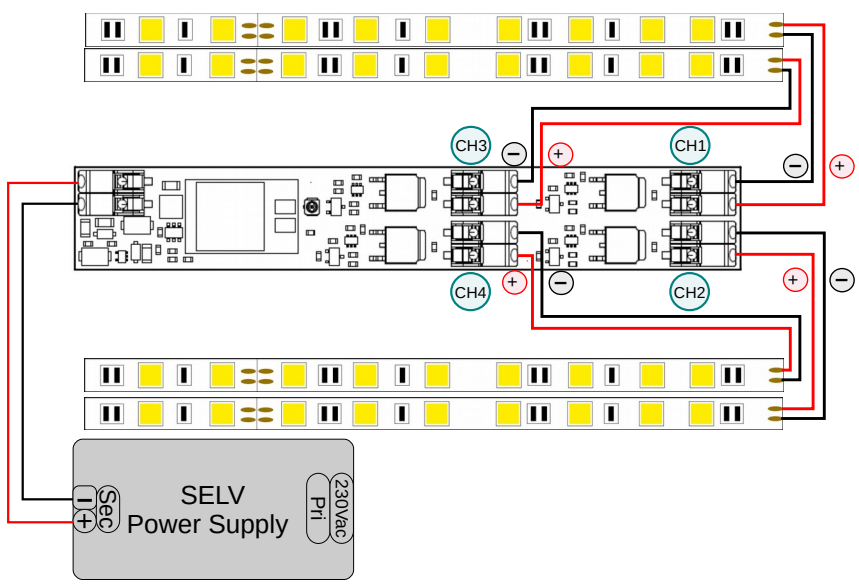 CH3
−
+
CH1
−
+
CH4
+
−
CH2
+
−
−
+
Sec
SELV
Power Supply
Pri
230Vac